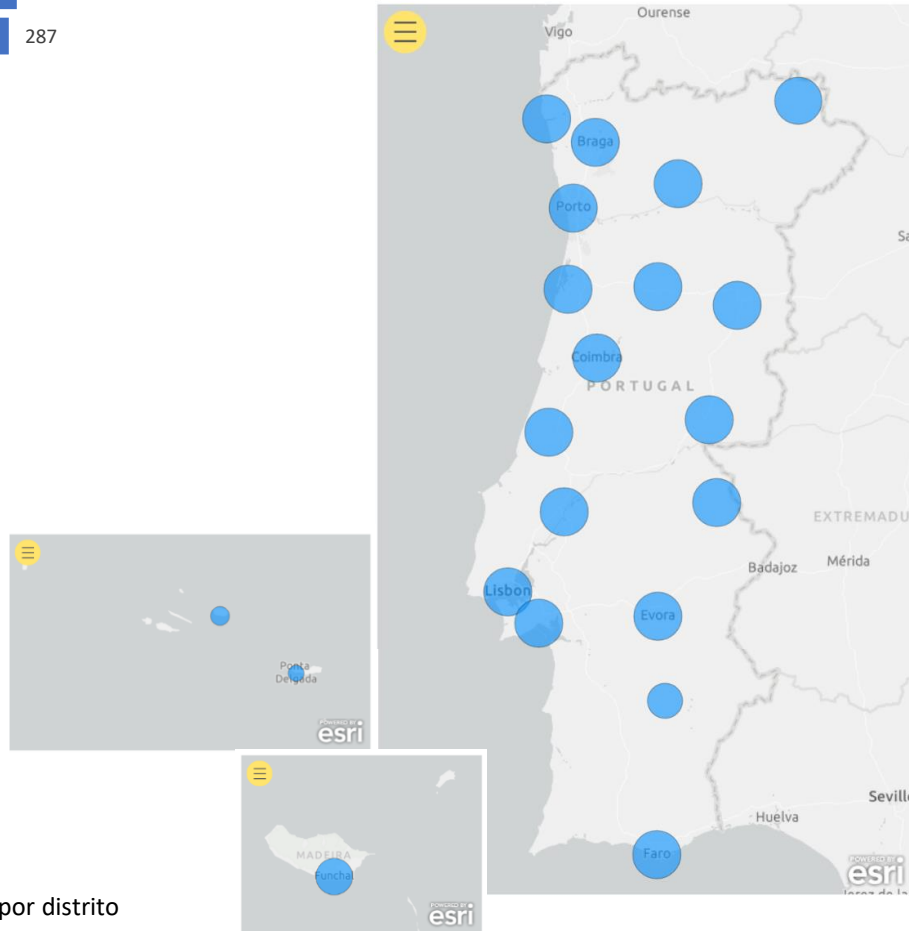 287
Ourense
Vigo
Braga
Porto
Coimbra
PORTUGAL
EXTREMADU
Mérida
Badajoz
Lisbon
Evora
Ponta
Delgada
POWERED BY
esri
Seville
Huelva
MADEIRA
Faro
Funchal
POWERED BY
esri
POWERED BY
esri
por distrito